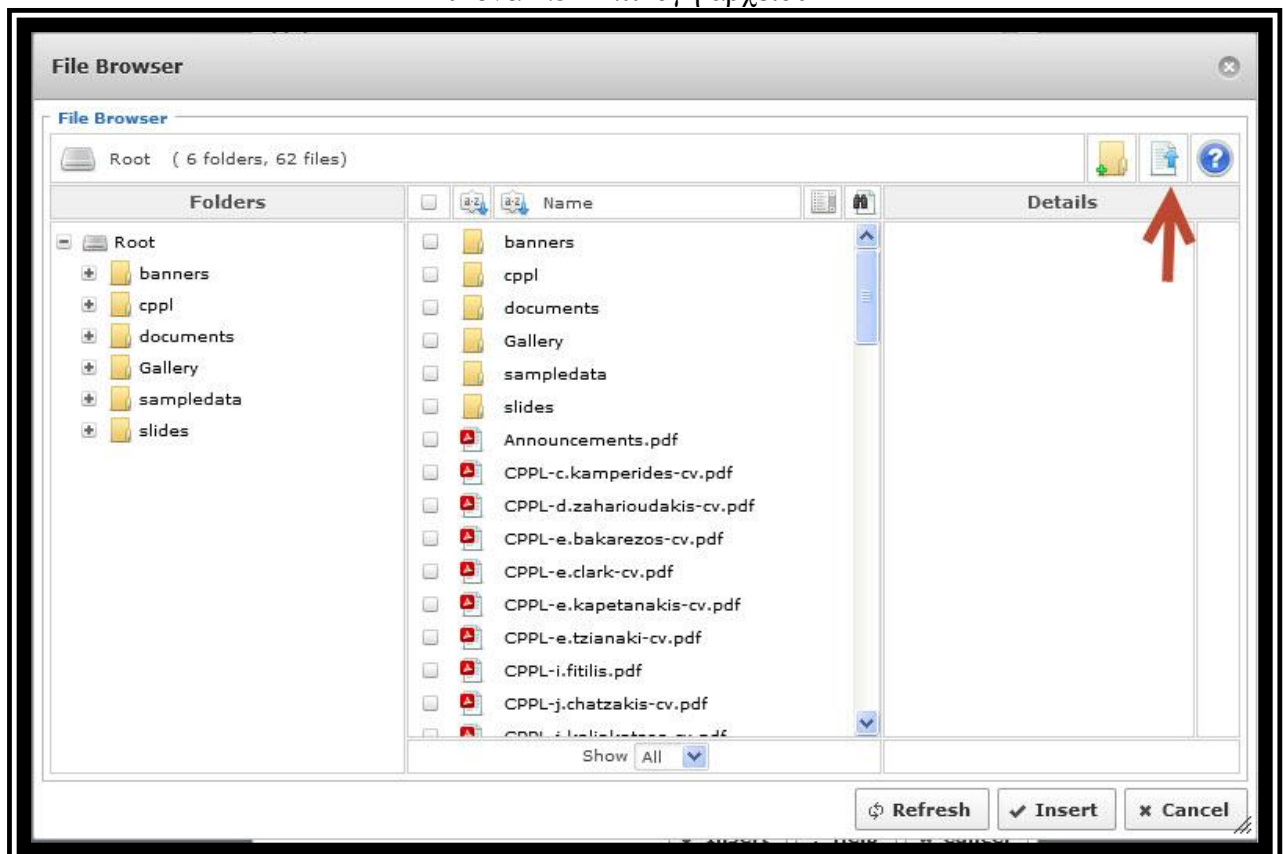 File Browser
File Browser
Root ( 6 folders, 62 files)
Folders
Name
Details
Root
banners
cppl
documents
Gallery
sampledata
slides
banners
cppl
documents
Gallery
sampledata
slides
Announcements.pdf
CPPL-c.kamperides-cv.pdf
CPPL-d.zaharioudakis-cv.pdf
CPPL-e.bakarezos-cv.pdf
CPPL-e.clark-cv.pdf
CPPL-e.kapetanakis-cv.pdf
CPPL-e.tzianaki-cv.pdf
CPPL-i.fitilis.pdf
CPPL-j.chatzakis-cv.pdf
Show All
Refresh Insert Cancel